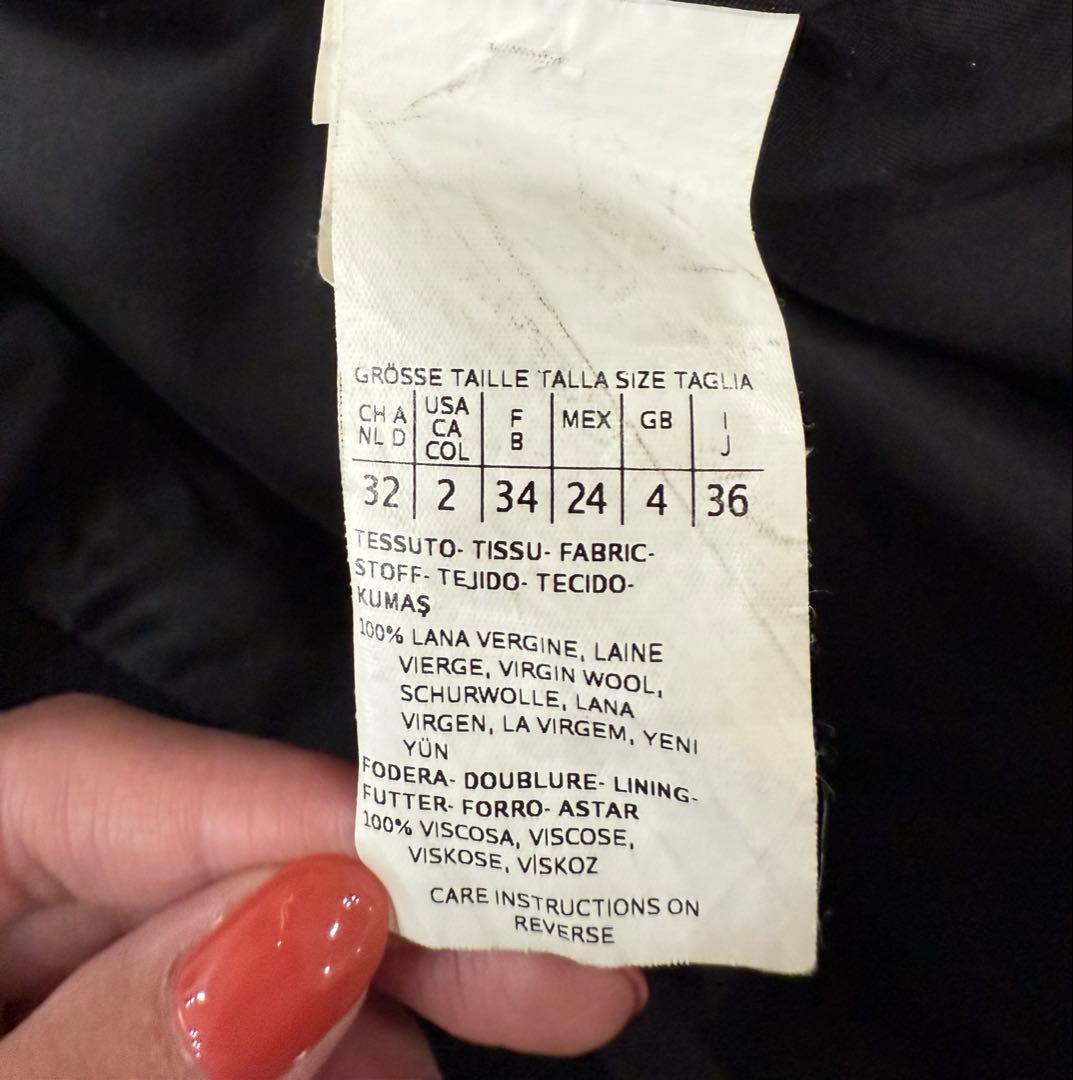 GRÖSSE TAILLE TALLA SIZE TAGLIA
CH A NL D | USA CA COL | F B | MEX | GB | I J
32 | 2 | 34 | 24 | 4 | 36
TESSUTO- TISSU- FABRIC-
STOFF- TEJIDO- TECIDO-
KUMAŞ
100% LANA VERGINE, LAINE
VIERGE, VIRGIN WOOL,
SCHURWOLLE, LANA
VIRGEN, LA VIRGEM, YENI
YÜN
FODERA- DOUBLURE- LINING-
FUTTER- FORRO- ASTAR
100% VISCOSA, VISCOSE,
VISKOSE, VİSKOZ
CARE INSTRUCTIONS ON
REVERSE